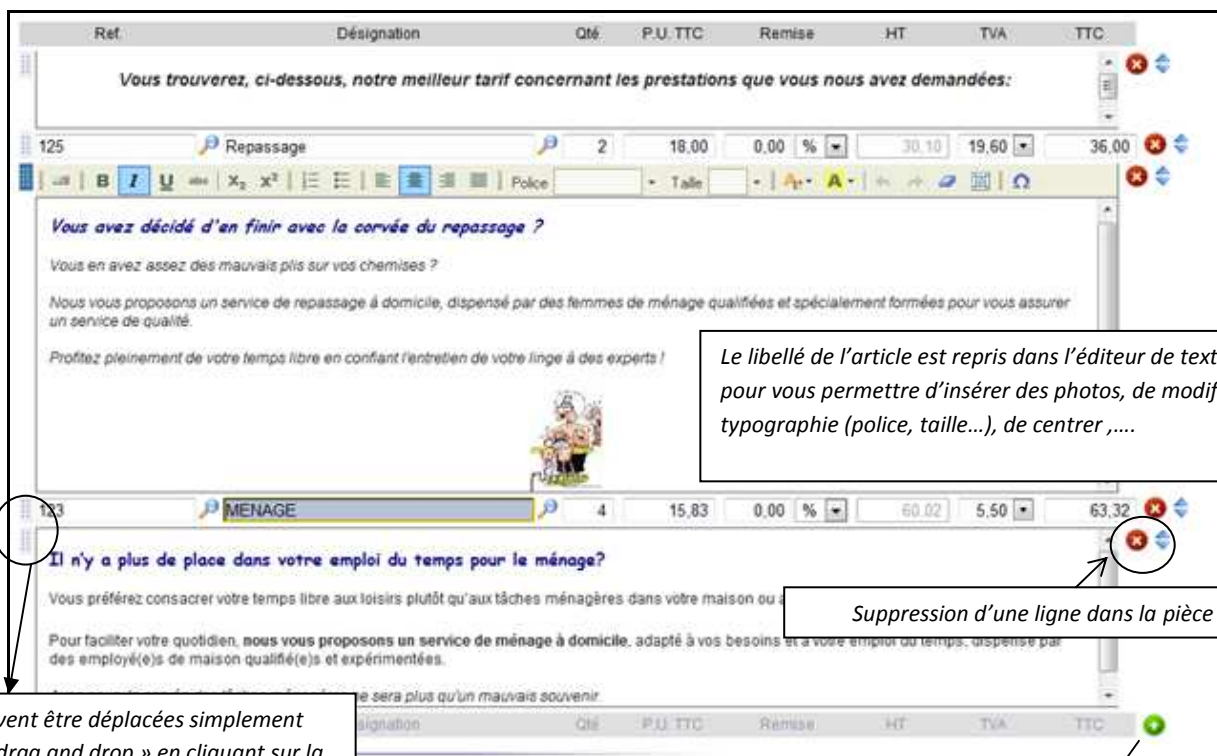 Ref. Désignation Qté P.U. TTC Remise HT TVA TTC
Vous trouverez, ci-dessous, notre meilleur tarif concernant les prestations que vous nous avez demandées:
125 Repassage 2 18,00 0,00 % 30,10 19,60 36,00
B I U abc X₂ X² Police Taille A A Ω
Vous avez décidé d'en finir avec la corvée du repassage ?
Vous en avez assez des mauvais plis sur vos chemises ?
Nous vous proposons un service de repassage à domicile, dispensé par des femmes de ménage qualifiées et spécialement formées pour vous assurer
un service de qualité.
Profitez pleinement de votre temps libre en confiant l'entretien de votre linge à des experts !
Le libellé de l'article est repris dans l'éditeur de text
pour vous permettre d'insérer des photos, de modif
typographie (police, taille…), de centrer ,….
123 MENAGE 4 15,83 0,00 % 60,02 5,50 63,32
Il n'y a plus de place dans votre emploi du temps pour le ménage?
Vous préférez consacrer votre temps libre aux loisirs plutôt qu'aux tâches ménagères dans votre maison ou
Suppression d'une ligne dans la pièce
Pour faciliter votre quotidien, nous vous proposons un service de ménage à domicile, adapté à vos besoins et à votre emploi du temps, dispensé par
des employé(e)s de maison qualifié(e)s et expérimentées.
ne sera plus qu'un mauvais souvenir.
vent être déplacées simplement
drag and drop » en cliquant sur la
signation Qté P.U. TTC Remise HT TVA TTC